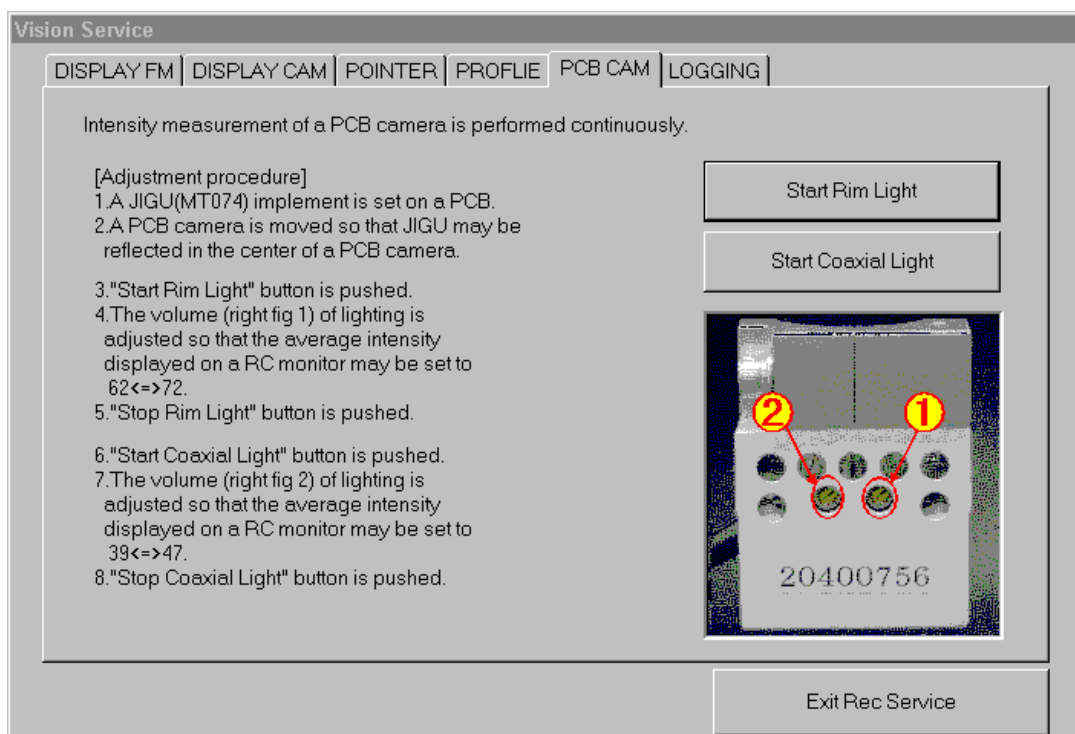 Vision Service
DISPLAY FM DISPLAY CAM POINTER PROFLIE PCB CAM LOGGING
Intensity measurement of a PCB camera is performed continuously.
[Adjustment procedure]
1.A JIGU(MT074) implement is set on a PCB.
2.A PCB camera is moved so that JIGU may be
reflected in the center of a PCB camera.
3."Start Rim Light" button is pushed.
4.The volume (right fig 1) of lighting is
adjusted so that the average intensity
displayed on a RC monitor may be set to
62<=>72.
5."Stop Rim Light" button is pushed.
6."Start Coaxial Light" button is pushed.
7.The volume (right fig 2) of lighting is
adjusted so that the average intensity
displayed on a RC monitor may be set to
39<=>47.
8."Stop Coaxial Light" button is pushed.
Start Rim Light
Start Coaxial Light
2 1
20400756
Exit Rec Service